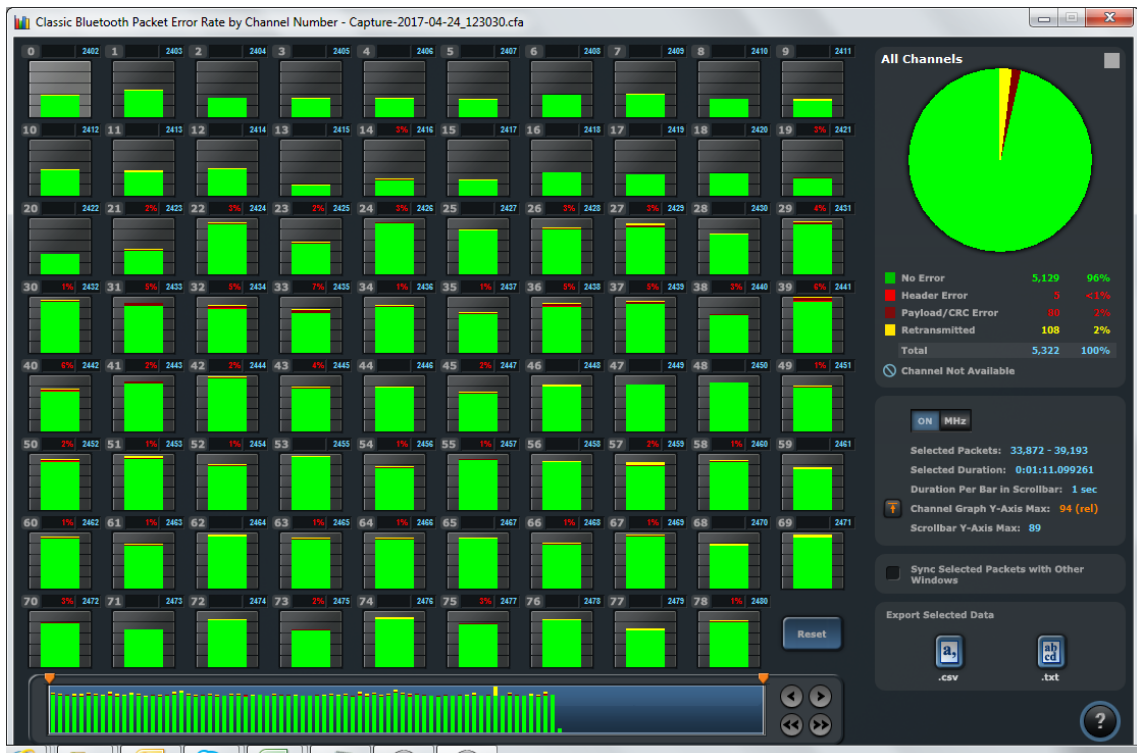 Classic Bluetooth Packet Error Rate by Channel Number - Capture-2017-04-24_123030.cfa
0 2402 1 2403 2 2404 3 2405 4 2406 5 2407 6 2408 7 2409 8 2410 9 2411
10 2412 11 2413 12 2414 13 2415 14 3% 2416 15 2417 16 2418 17 2419 18 2420 19 3% 2421
20 2422 21 2% 2423 22 3% 2424 23 2% 2425 24 3% 2426 25 2427 26 3% 2428 27 3% 2429 28 2430 29 4% 2431
30 1% 2432 31 5% 2433 32 5% 2434 33 7% 2435 34 1% 2436 35 1% 2437 36 5% 2438 37 5% 2439 38 3% 2440 39 6% 2441
40 6% 2442 41 2% 2443 42 2% 2444 43 4% 2445 44 2446 45 2% 2447 46 2448 47 2449 48 2450 49 1% 2451
50 2% 2452 51 1% 2453 52 1% 2454 53 2455 54 1% 2456 55 1% 2457 56 2458 57 2% 2459 58 1% 2460 59 2461
60 1% 2462 61 1% 2463 62 1% 2464 63 1% 2465 64 1% 2466 65 2467 66 1% 2468 67 1% 2469 68 2470 69 2471
70 3% 2472 71 2473 72 2474 73 2% 2475 74 2476 75 3% 2477 76 2478 77 2479 78 1% 2480
Reset
All Channels
No Error 5,129 96%
Header Error 5 <1%
Payload/CRC Error 80 2%
Retransmitted 108 2%
Total 5,322 100%
Channel Not Available
ON MHz
Selected Packets: 33,872 - 39,193
Selected Duration: 0:01:11.099261
Duration Per Bar in Scrollbar: 1 sec
Channel Graph Y-Axis Max: 94 (rel)
Scrollbar Y-Axis Max: 89
Sync Selected Packets with Other
Windows
Export Selected Data
a,
ab
cd
.csv .txt
?